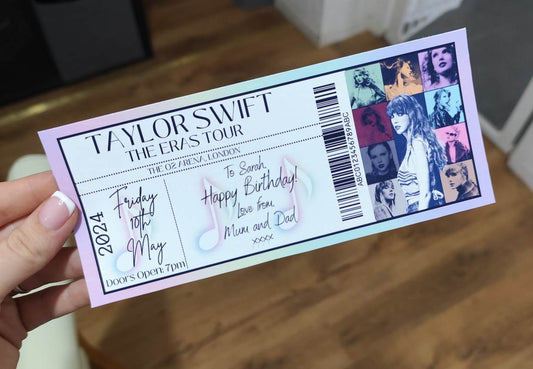 TAYLOR SWIFT
THE ERAS TOUR
THE O2 ARENA, LONDON
2024
Friday
10th
May
Doors Open: 7pm
To Sarah,
Happy Birthday!
Love from,
Mum and Dad
xxxx
ABCD123456789ABC